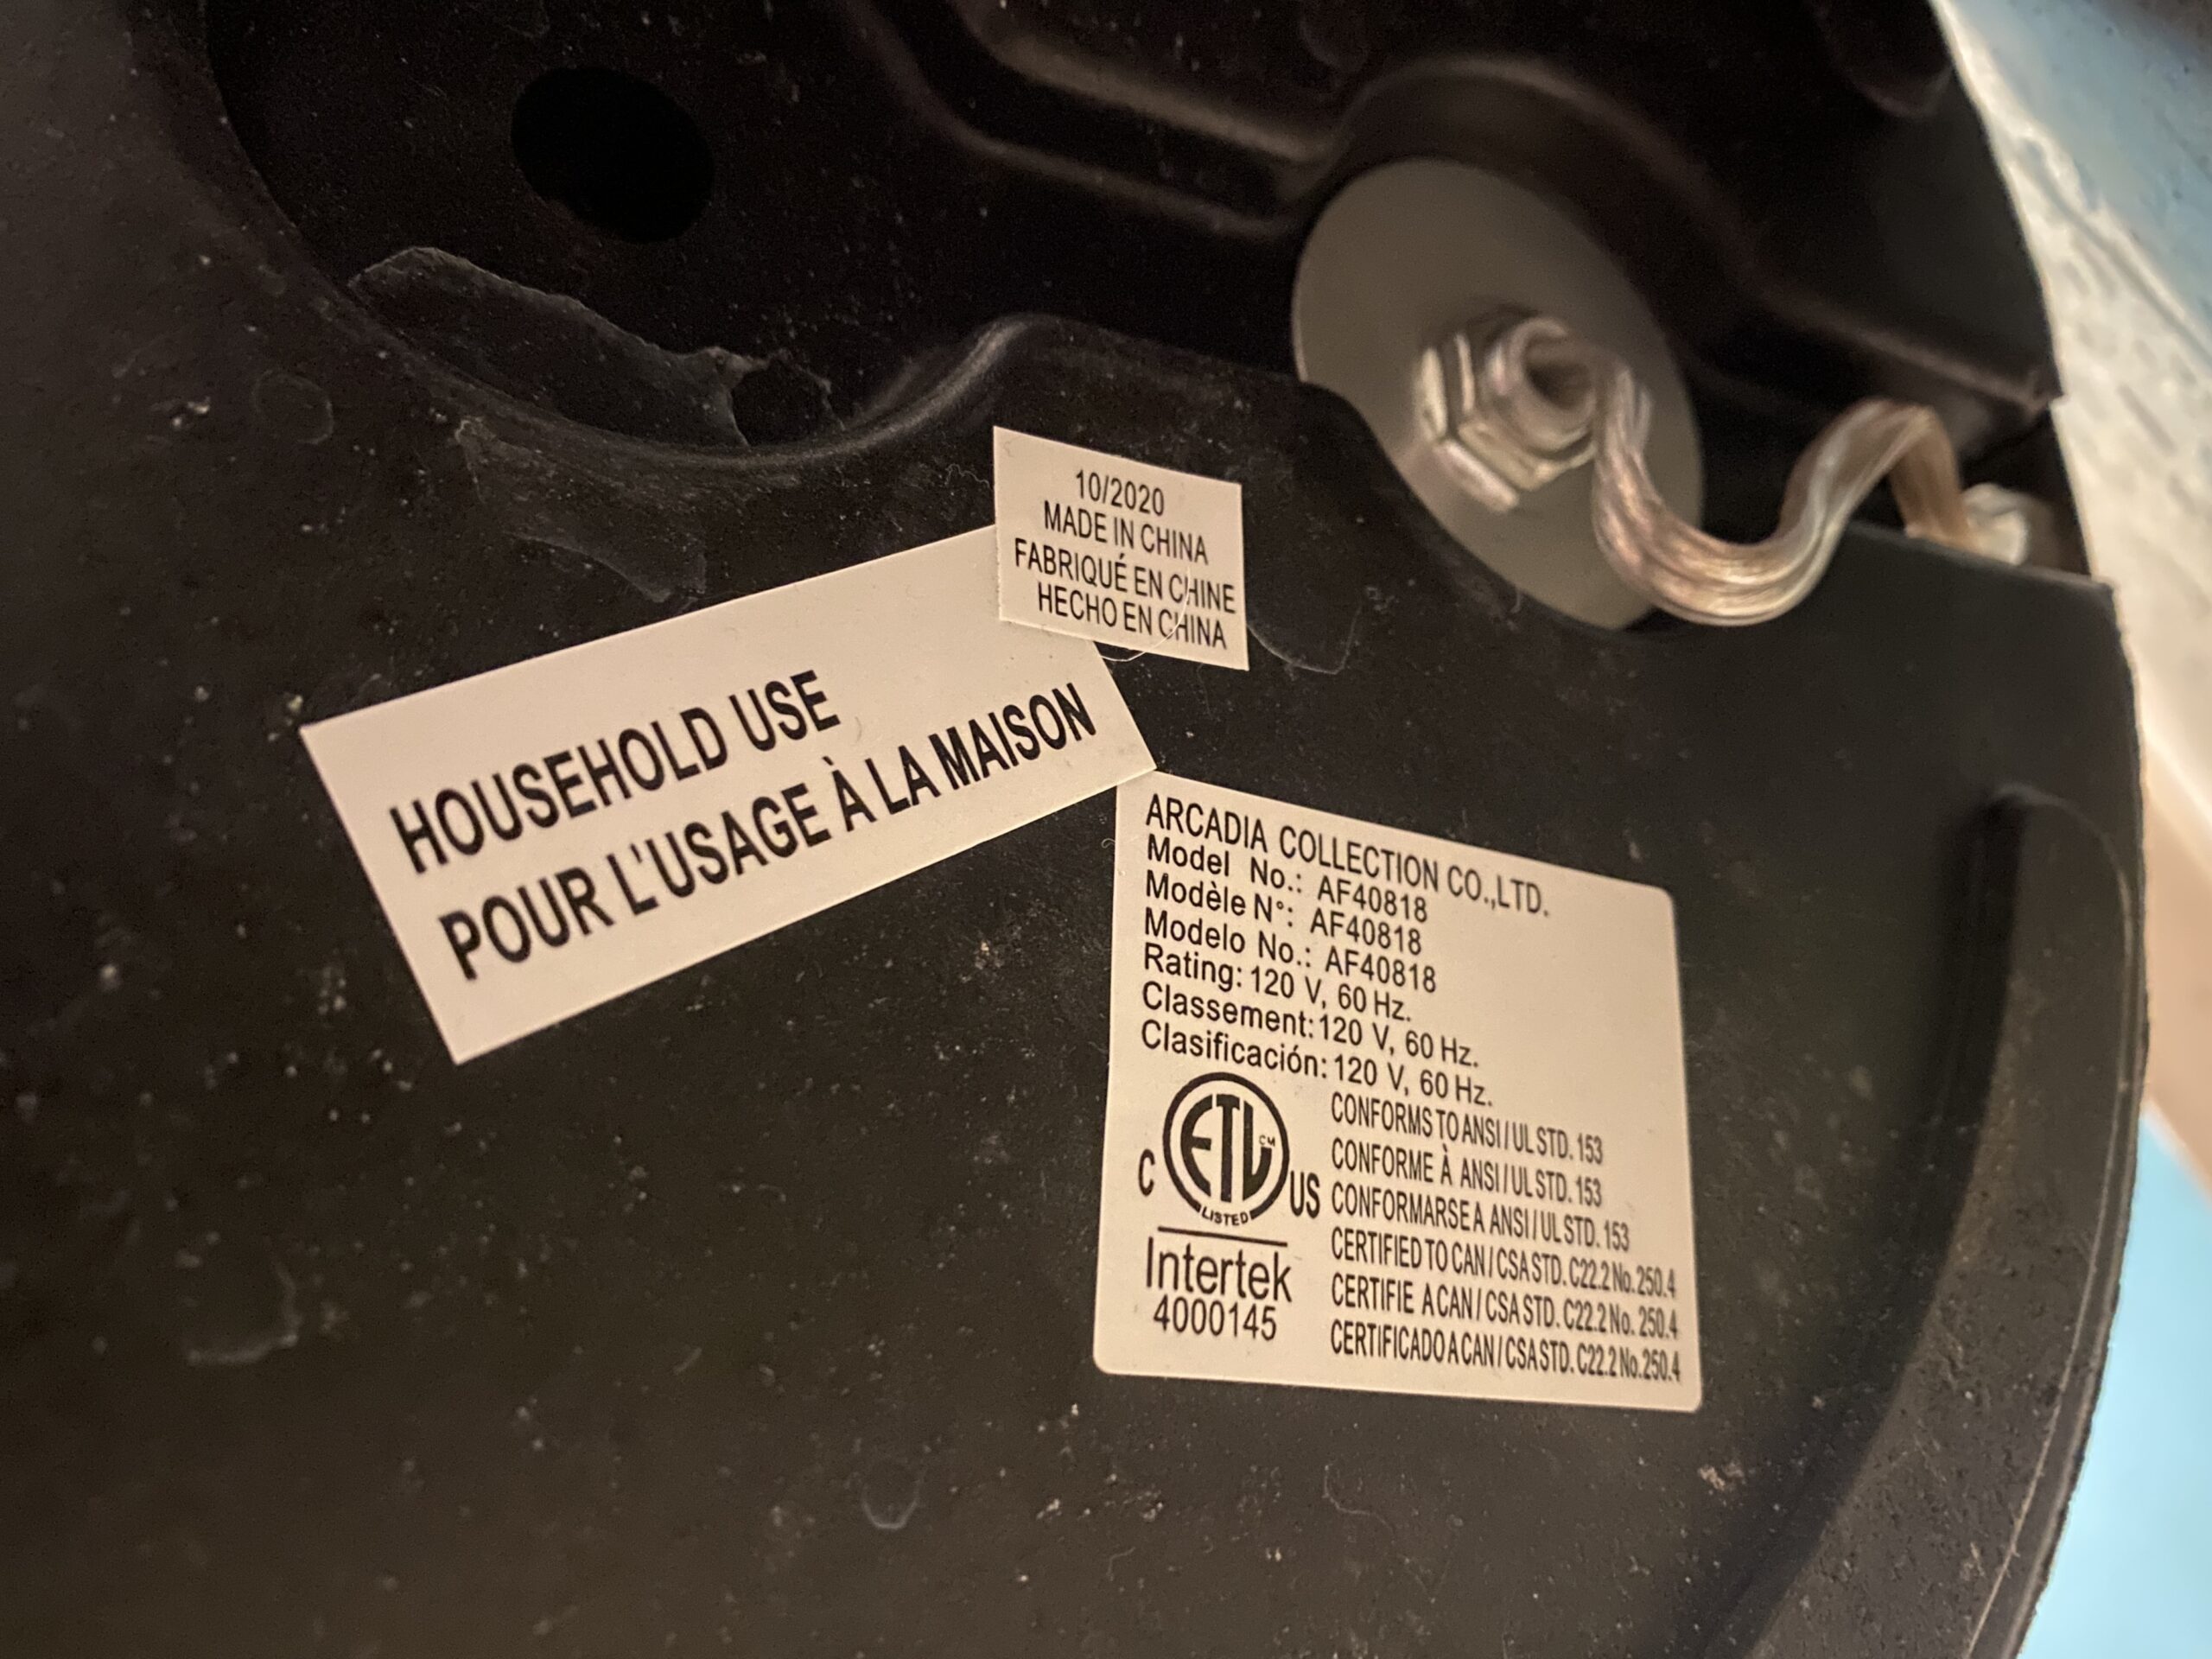 10/2020
MADE IN CHINA
FABRIQUÉ EN CHINE
HECHO EN CHINA
HOUSEHOLD USE
POUR L'USAGE À LA MAISON
ARCADIA COLLECTION CO.,LTD.
Model No.: AF40818
Modèle N°: AF40818
Modelo No.: AF40818
Rating: 120 V, 60 Hz.
Classement: 120 V, 60 Hz.
Clasificación: 120 V, 60 Hz.
C ETL CM US
LISTED
Intertek
4000145
CONFORMS TO ANSI / UL STD. 153
CONFORME À ANSI / UL STD. 153
CONFORMARSE A ANSI / UL STD. 153
CERTIFIED TO CAN / CSA STD. C22.2 No. 250.4
CERTIFIE A CAN / CSA STD. C22.2 No. 250.4
CERTIFICADO A CAN / CSA STD. C22.2 No. 250.4